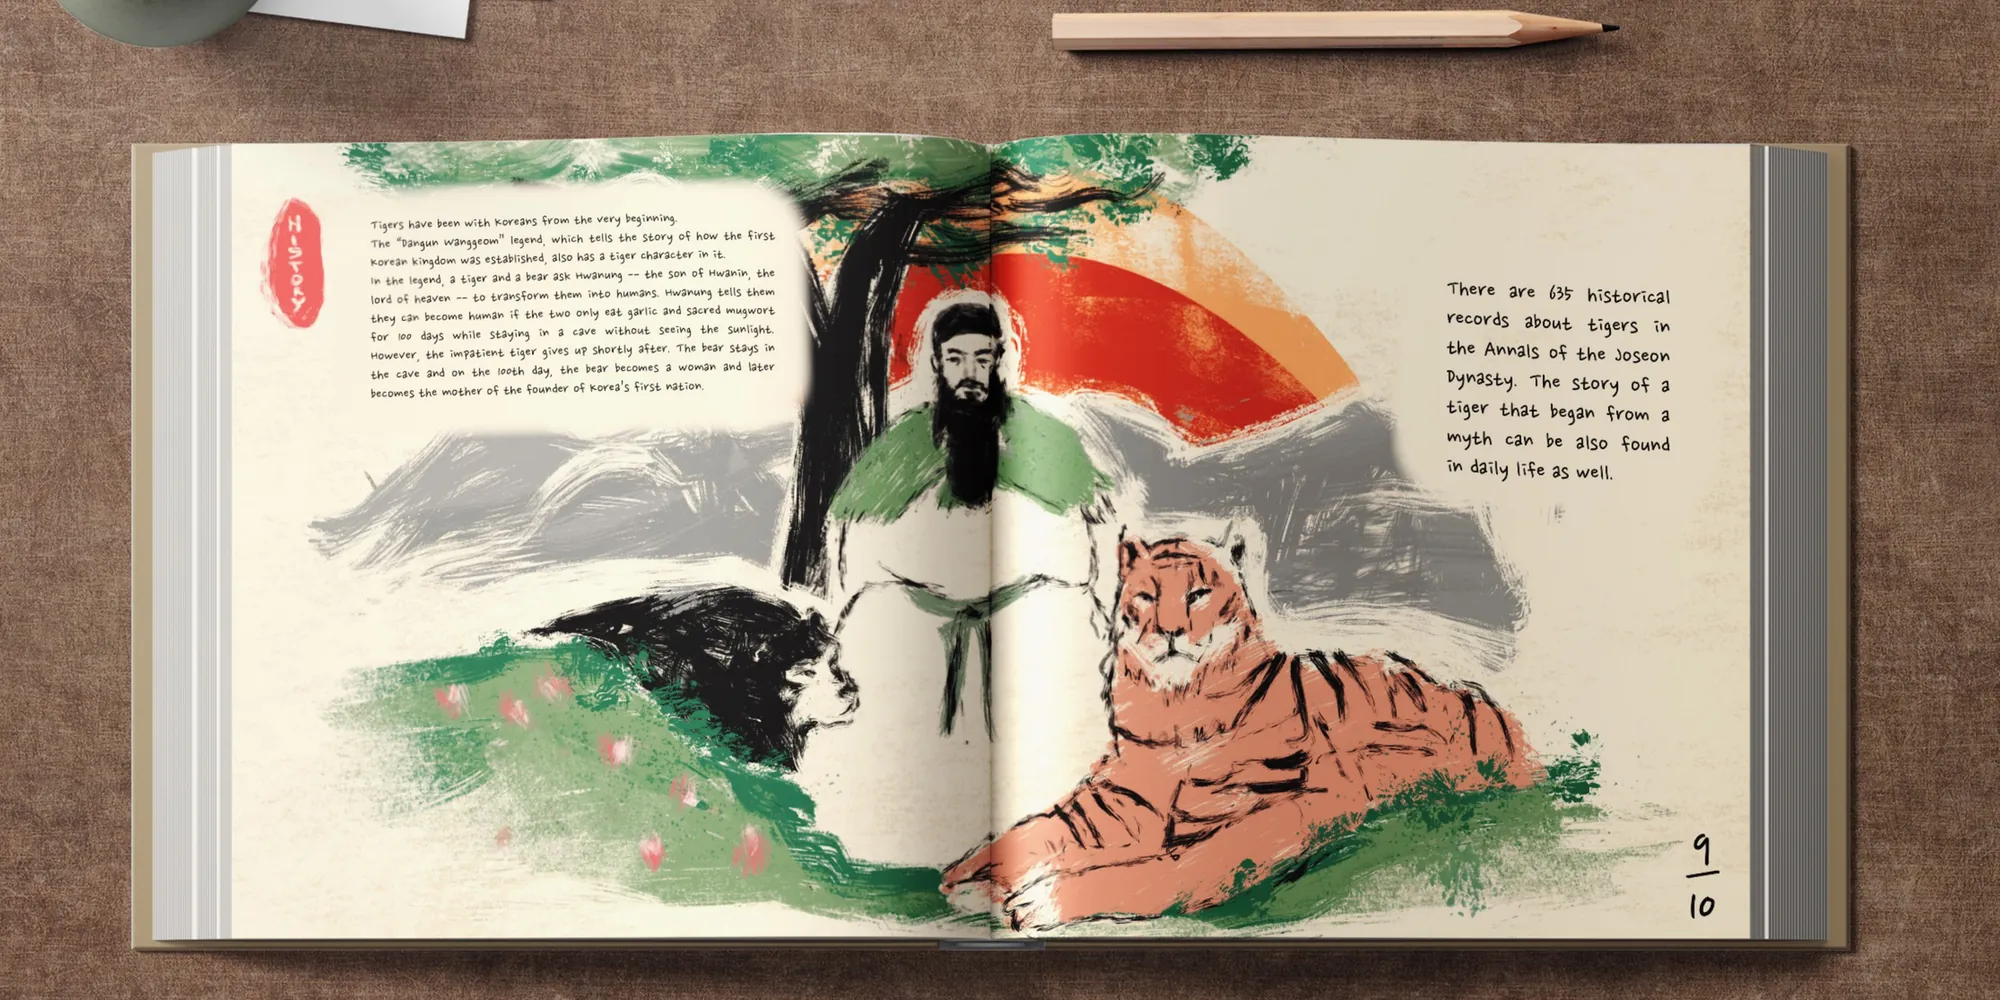 HISTORY
Tigers have been with Koreans from the very beginning.
The "Dangun Wanggeom" legend, which tells the story of how the first
Korean kingdom was established, also has a tiger character in it.
In the legend, a tiger and a bear ask Hwanung -- the son of Hwanin, the
lord of heaven -- to transform them into humans. Hwanung tells them
they can become human if the two only eat garlic and sacred mugwort
for 100 days while staying in a cave without seeing the sunlight.
However, the impatient tiger gives up shortly after. The bear stays in
the cave and on the 100th day, the bear becomes a woman and later
becomes the mother of the founder of Korea's first nation.
There are 635 historical
records about tigers in
the Annals of the Joseon
Dynasty. The story of a
tiger that began from a
myth can be also found
in daily life as well.
9
10